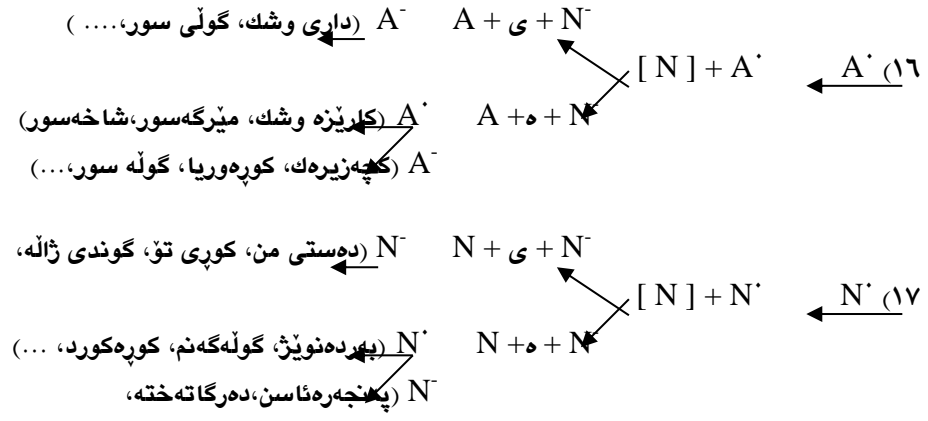 A⁻ (داری وشك، گوڵی سور،.... ) A + ی + N⁻
١٦) A˙ [ N ] + A˙
A˙ (كارێزه وشك، مێرگەسور،شاخەسور) A +ه + N⁻
A⁻ (كچەزیرەك، كوڕەوریا، گوڵە سور،...)
N⁻ (دەستی من، كوڕی تۆ، گوندی ژاڵە، N + ی + N⁻
١٧) N˙ [ N ] + N˙
N˙ (بەردەنوێژ، گوڵەگەنم، كوڕەكورد، ...) N +ه + N⁻
N⁻ (پەنجەرەئاسن،دەرگاتەختە،